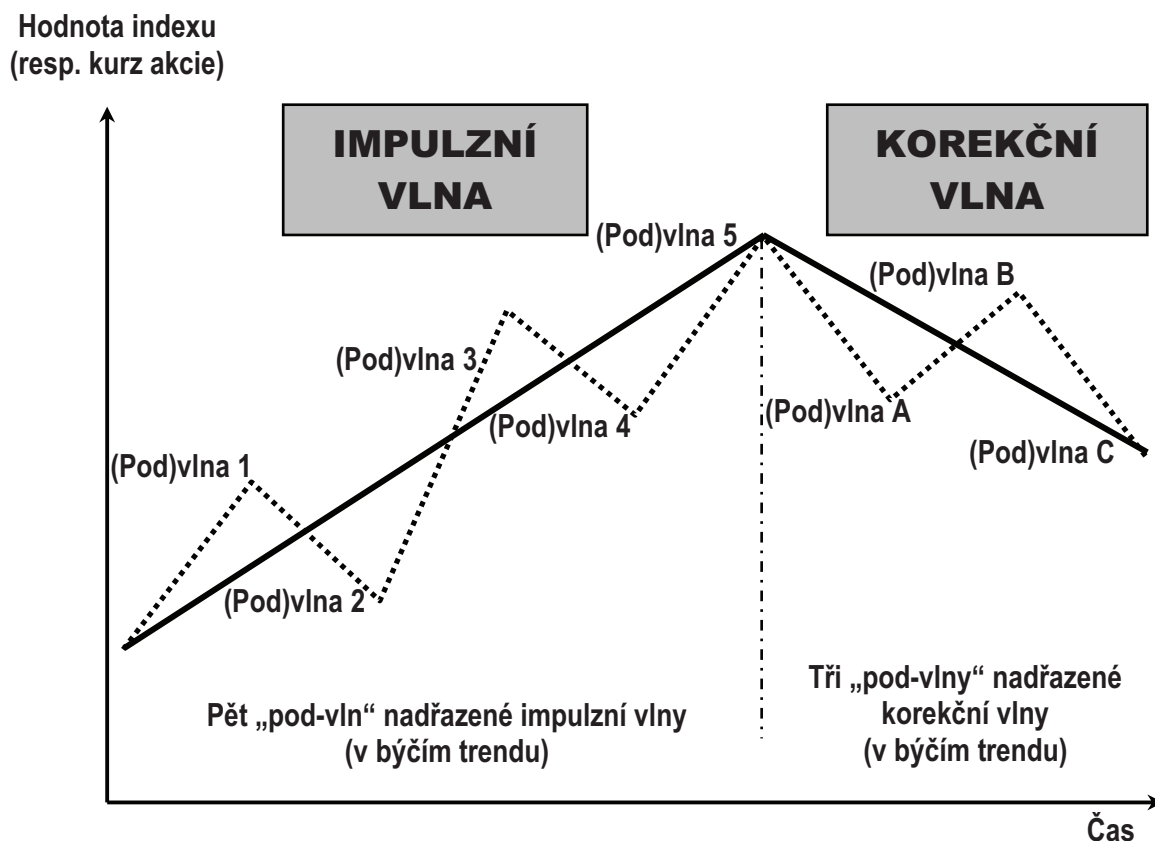 Hodnota indexu
(resp. kurz akcie)
IMPULZNÍ
VLNA
KOREKČNÍ
VLNA
(Pod)vlna 5
(Pod)vlna B
(Pod)vlna 3
(Pod)vlna 4
(Pod)vlna A
(Pod)vlna 1
(Pod)vlna C
(Pod)vlna 2
Pět „pod-vln“ nadřazené impulzní vlny
(v býčím trendu)
Tři „pod-vlny“ nadřazené
korekční vlny
(v býčím trendu)
Čas